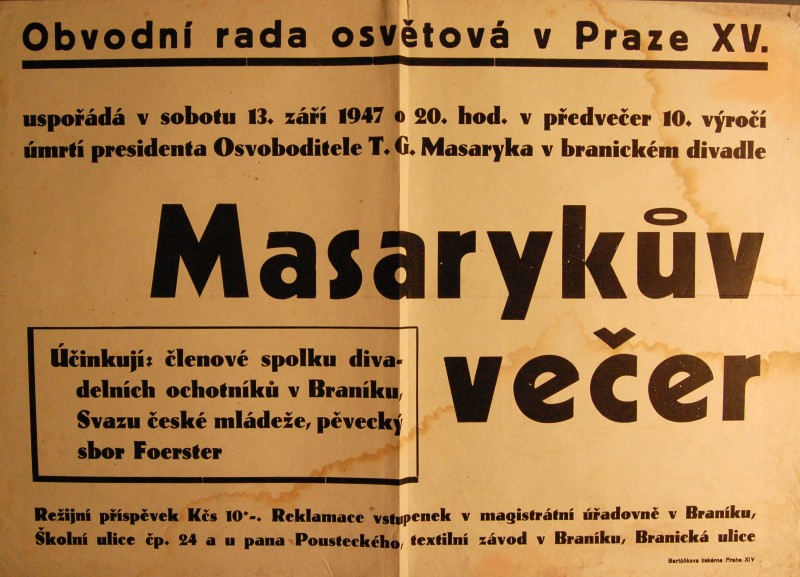 Obvodní rada osvětová v Praze XV.
uspořádá v sobotu 13. září 1947 o 20. hod. v předvečer 10. výročí
úmrtí presidenta Osvoboditele T. G. Masaryka v branickém divadle
Masarykův
večer
Účinkují: členové spolku diva-
delních ochotníků v Braníku,
Svazu české mládeže, pěvecký
sbor Foerster
Režijní příspěvek Kčs 10·-. Reklamace vstupenek v magistrátní úřadovně v Braníku,
Školní ulice čp. 24 a u pana Pousteckého, textilní závod v Braníku, Branická ulice
Bartůňkova tiskárna Praha XIV